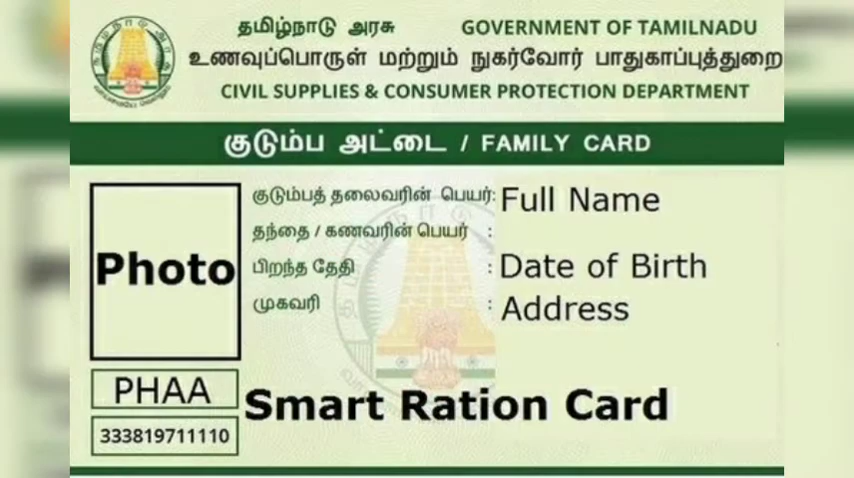 தமிழ்நாடு அரசு GOVERNMENT OF TAMILNADU
உணவுப்பொருள் மற்றும் நுகர்வோர் பாதுகாப்புத்துறை
CIVIL SUPPLIES & CONSUMER PROTECTION DEPARTMENT
குடும்ப அட்டை / FAMILY CARD
குடும்பத் தலைவரின் பெயர்: Full Name
தந்தை / கணவரின் பெயர் :
Photo
பிறந்த தேதி : Date of Birth
முகவரி : Address
PHAA
Smart Ration Card
333819711110